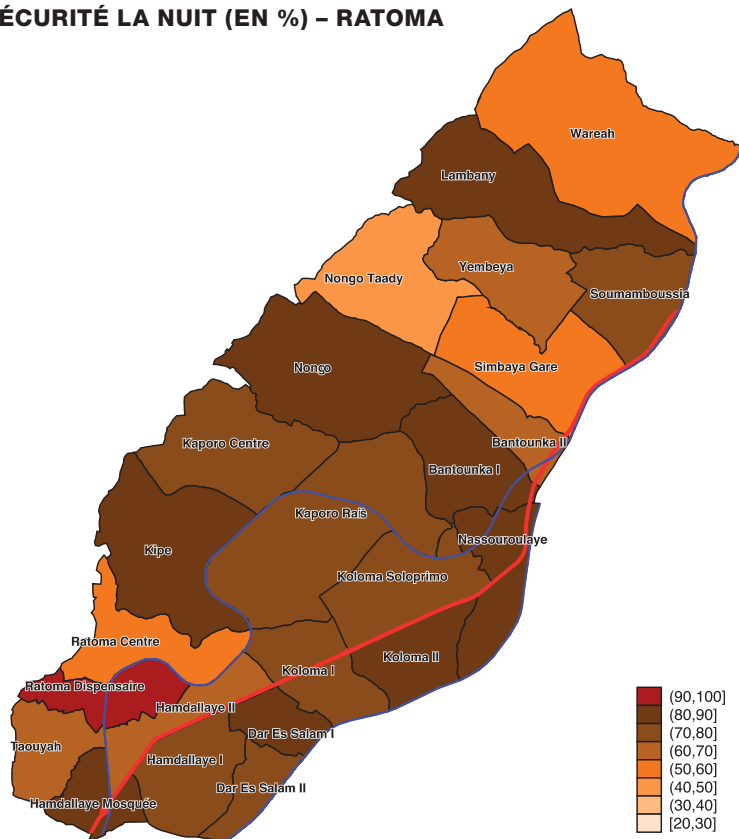 ÉCURITÉ LA NUIT (EN %) – RATOMA
Wareah
Lambany
Yembeya
Nongo Taady
Soumamboussia
Simbaya Gare
Nongo
Bantounka II
Kaporo Centre
Bantounka I
Kaporo Rails
Nassouroulaye
Kipe
Koloma Soloprimo
Ratoma Centre
Koloma II
Koloma I
Ratoma Dispensaire
Hamdallaye II
Dar Es Salam I
Taouyah
Hamdallaye I
Dar Es Salam II
Hamdallaye Mosquée
(90,100]
(80,90]
(70,80]
(60,70]
(50,60]
(40,50]
(30,40]
[20,30]